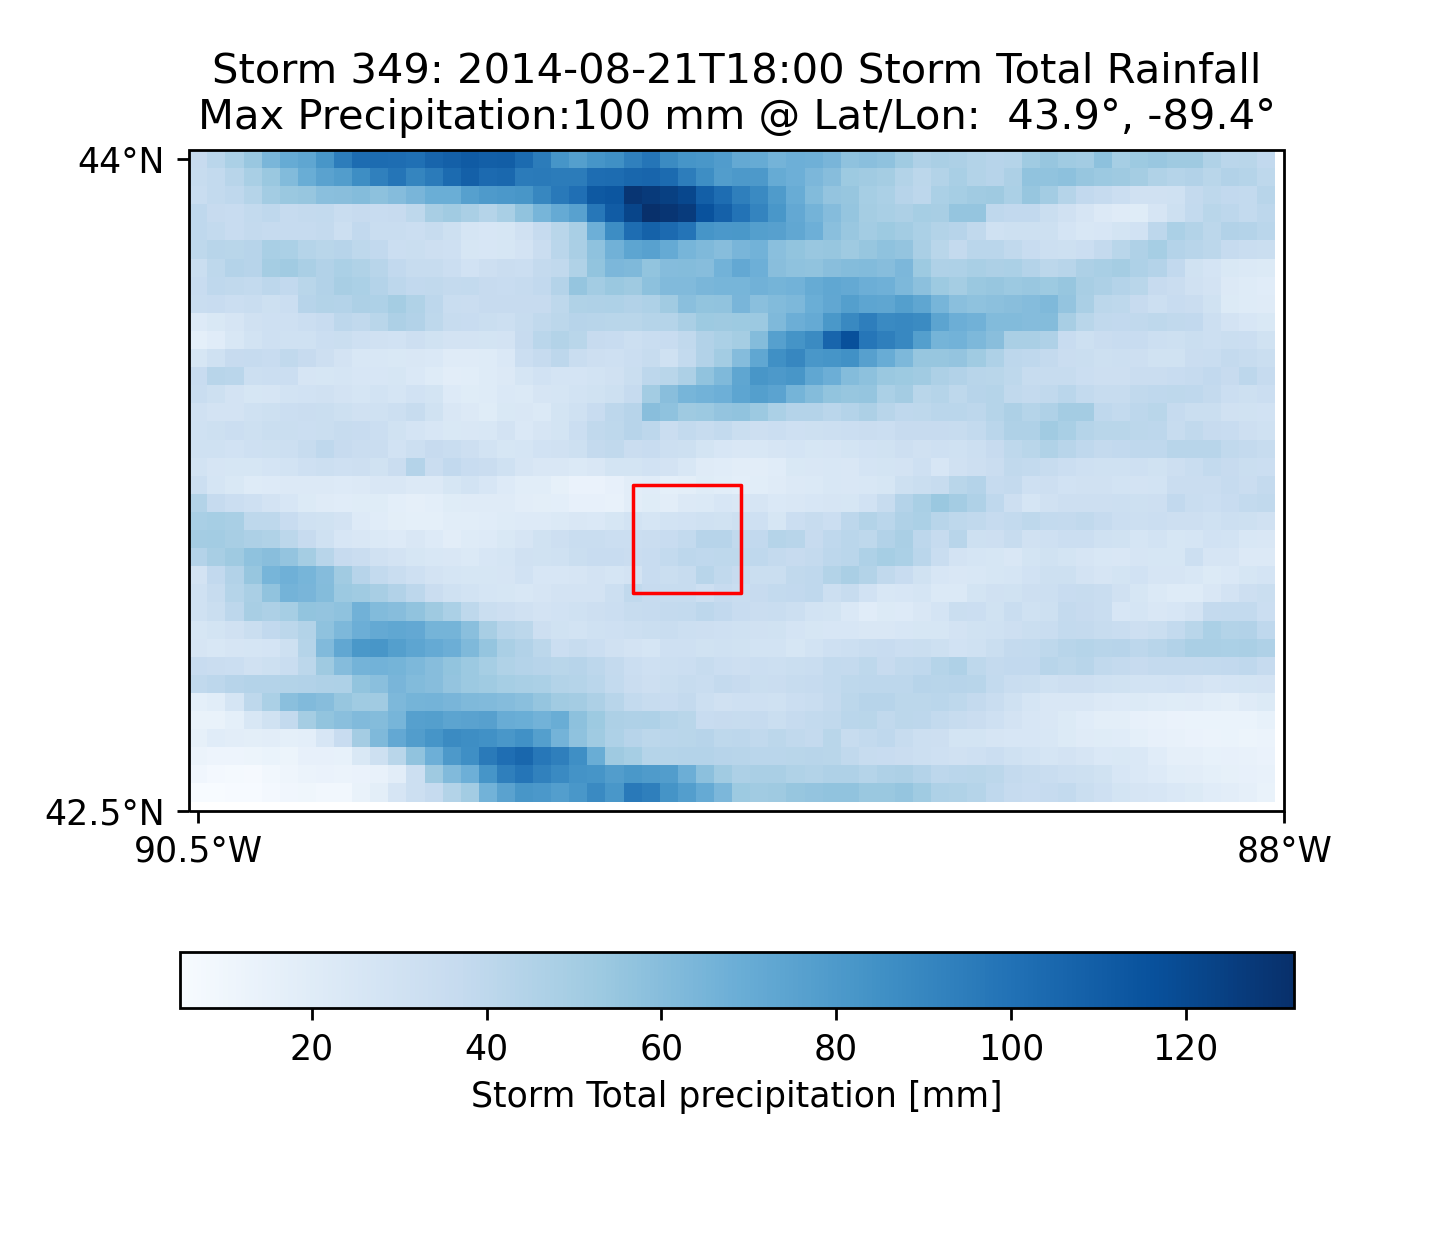 Storm 349: 2014-08-21T18:00 Storm Total Rainfall
Max Precipitation:100 mm @ Lat/Lon:  43.9°, -89.4°
44°N
42.5°N
90.5°W 88°W
20 40 60 80 100 120
Storm Total precipitation [mm]